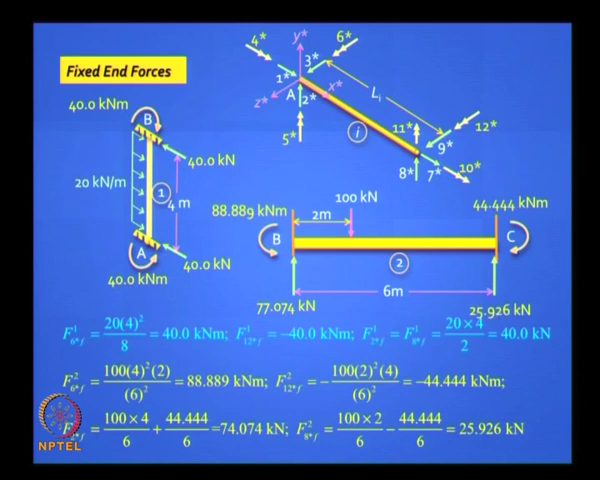 Fixed End Forces
4*
y*
6*
3*
1*
z*
x*
A
2*
5*
Li
i
11*
12*
9*
8*
7*
10*
40.0 kNm
B
40.0 kN
20 kN/m
1
4 m
A
40.0 kN
40.0 kNm
100 kN
88.889 kNm
2m
44.444 kNm
B
C
2
6m
77.074 kN
25.926 kN
F¹₆*f = 20(4)²/8 = 40.0 kNm; F¹₁₂*f = −40.0 kNm; F¹₂*f = F¹₈*f = 20 × 4/2 = 40.0 kN
F²₆*f = 100(4)²(2)/(6)² = 88.889 kNm; F²₁₂*f = −100(2)²(4)/(6)² = −44.444 kNm;
= 100 × 4/6 + 44.444/6 =74.074 kN; F²₈*f = 100 × 2/6 − 44.444/6 = 25.926 kN
NPTEL